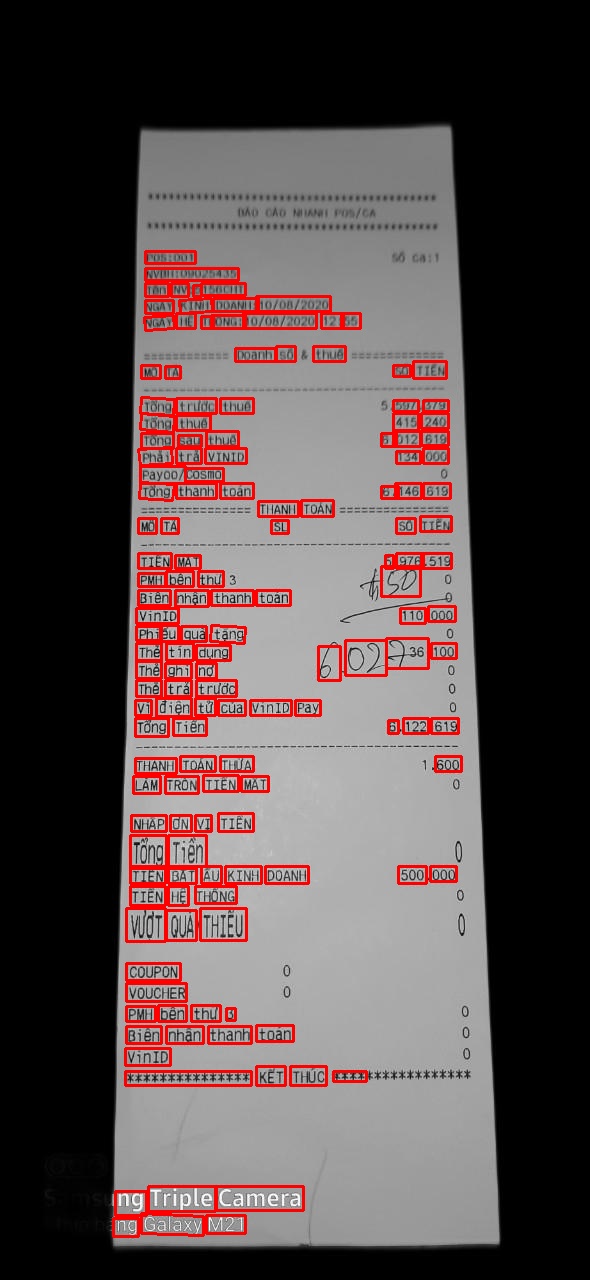 ************************************
BÁO CÁO NHANH POS/CA
************************************
POS:001 Số ca:1
NVBH:09025435
Tên NV
NGÀY KINH DOANH:10/08/2020
NGÀY HỆ THỐNG:10/08/2020 12:55
============ Doanh số & thuế =============
MÔ TẢ SỐ TIỀN
Tổng trước thuế 5.597.379
Tổng thuế 415.240
Tổng sau thuế 6.012.619
Phải trả VINID 134.000
Payoo/Cosmo 0
Tổng thanh toán 6.146.619
================ THANH TOÁN ================
MÔ TẢ SL SỐ TIỀN
TIỀN MẶT 5.976.519
PMH bên thứ 3 0
50
Biên nhận thanh toán 0
VinID 110.000
Phiếu quà tặng 0
Thẻ tín dụng 36.100
6.027
Thẻ ghi nợ 0
Thẻ trả trước 0
Ví điện tử của VinID Pay 0
Tổng Tiền 6.122.619
THANH TOÁN THỪA 1.600
LÀM TRÒN TIỀN MẶT 0
NHẬP ƠN VỊ TIỀN
Tổng Tiền 0
TIỀN BẮT ẦU KINH DOANH 500.000
TIỀN HỆ THỐNG 0
VƯỢT QUÁ THIẾU 0
COUPON 0
VOUCHER 0
PMH bên thứ 3 0
Biên nhận thanh toán 0
VinID 0
**************** KẾT THÚC *****************
Samsung Triple Camera
Chụp bằng Galaxy M21